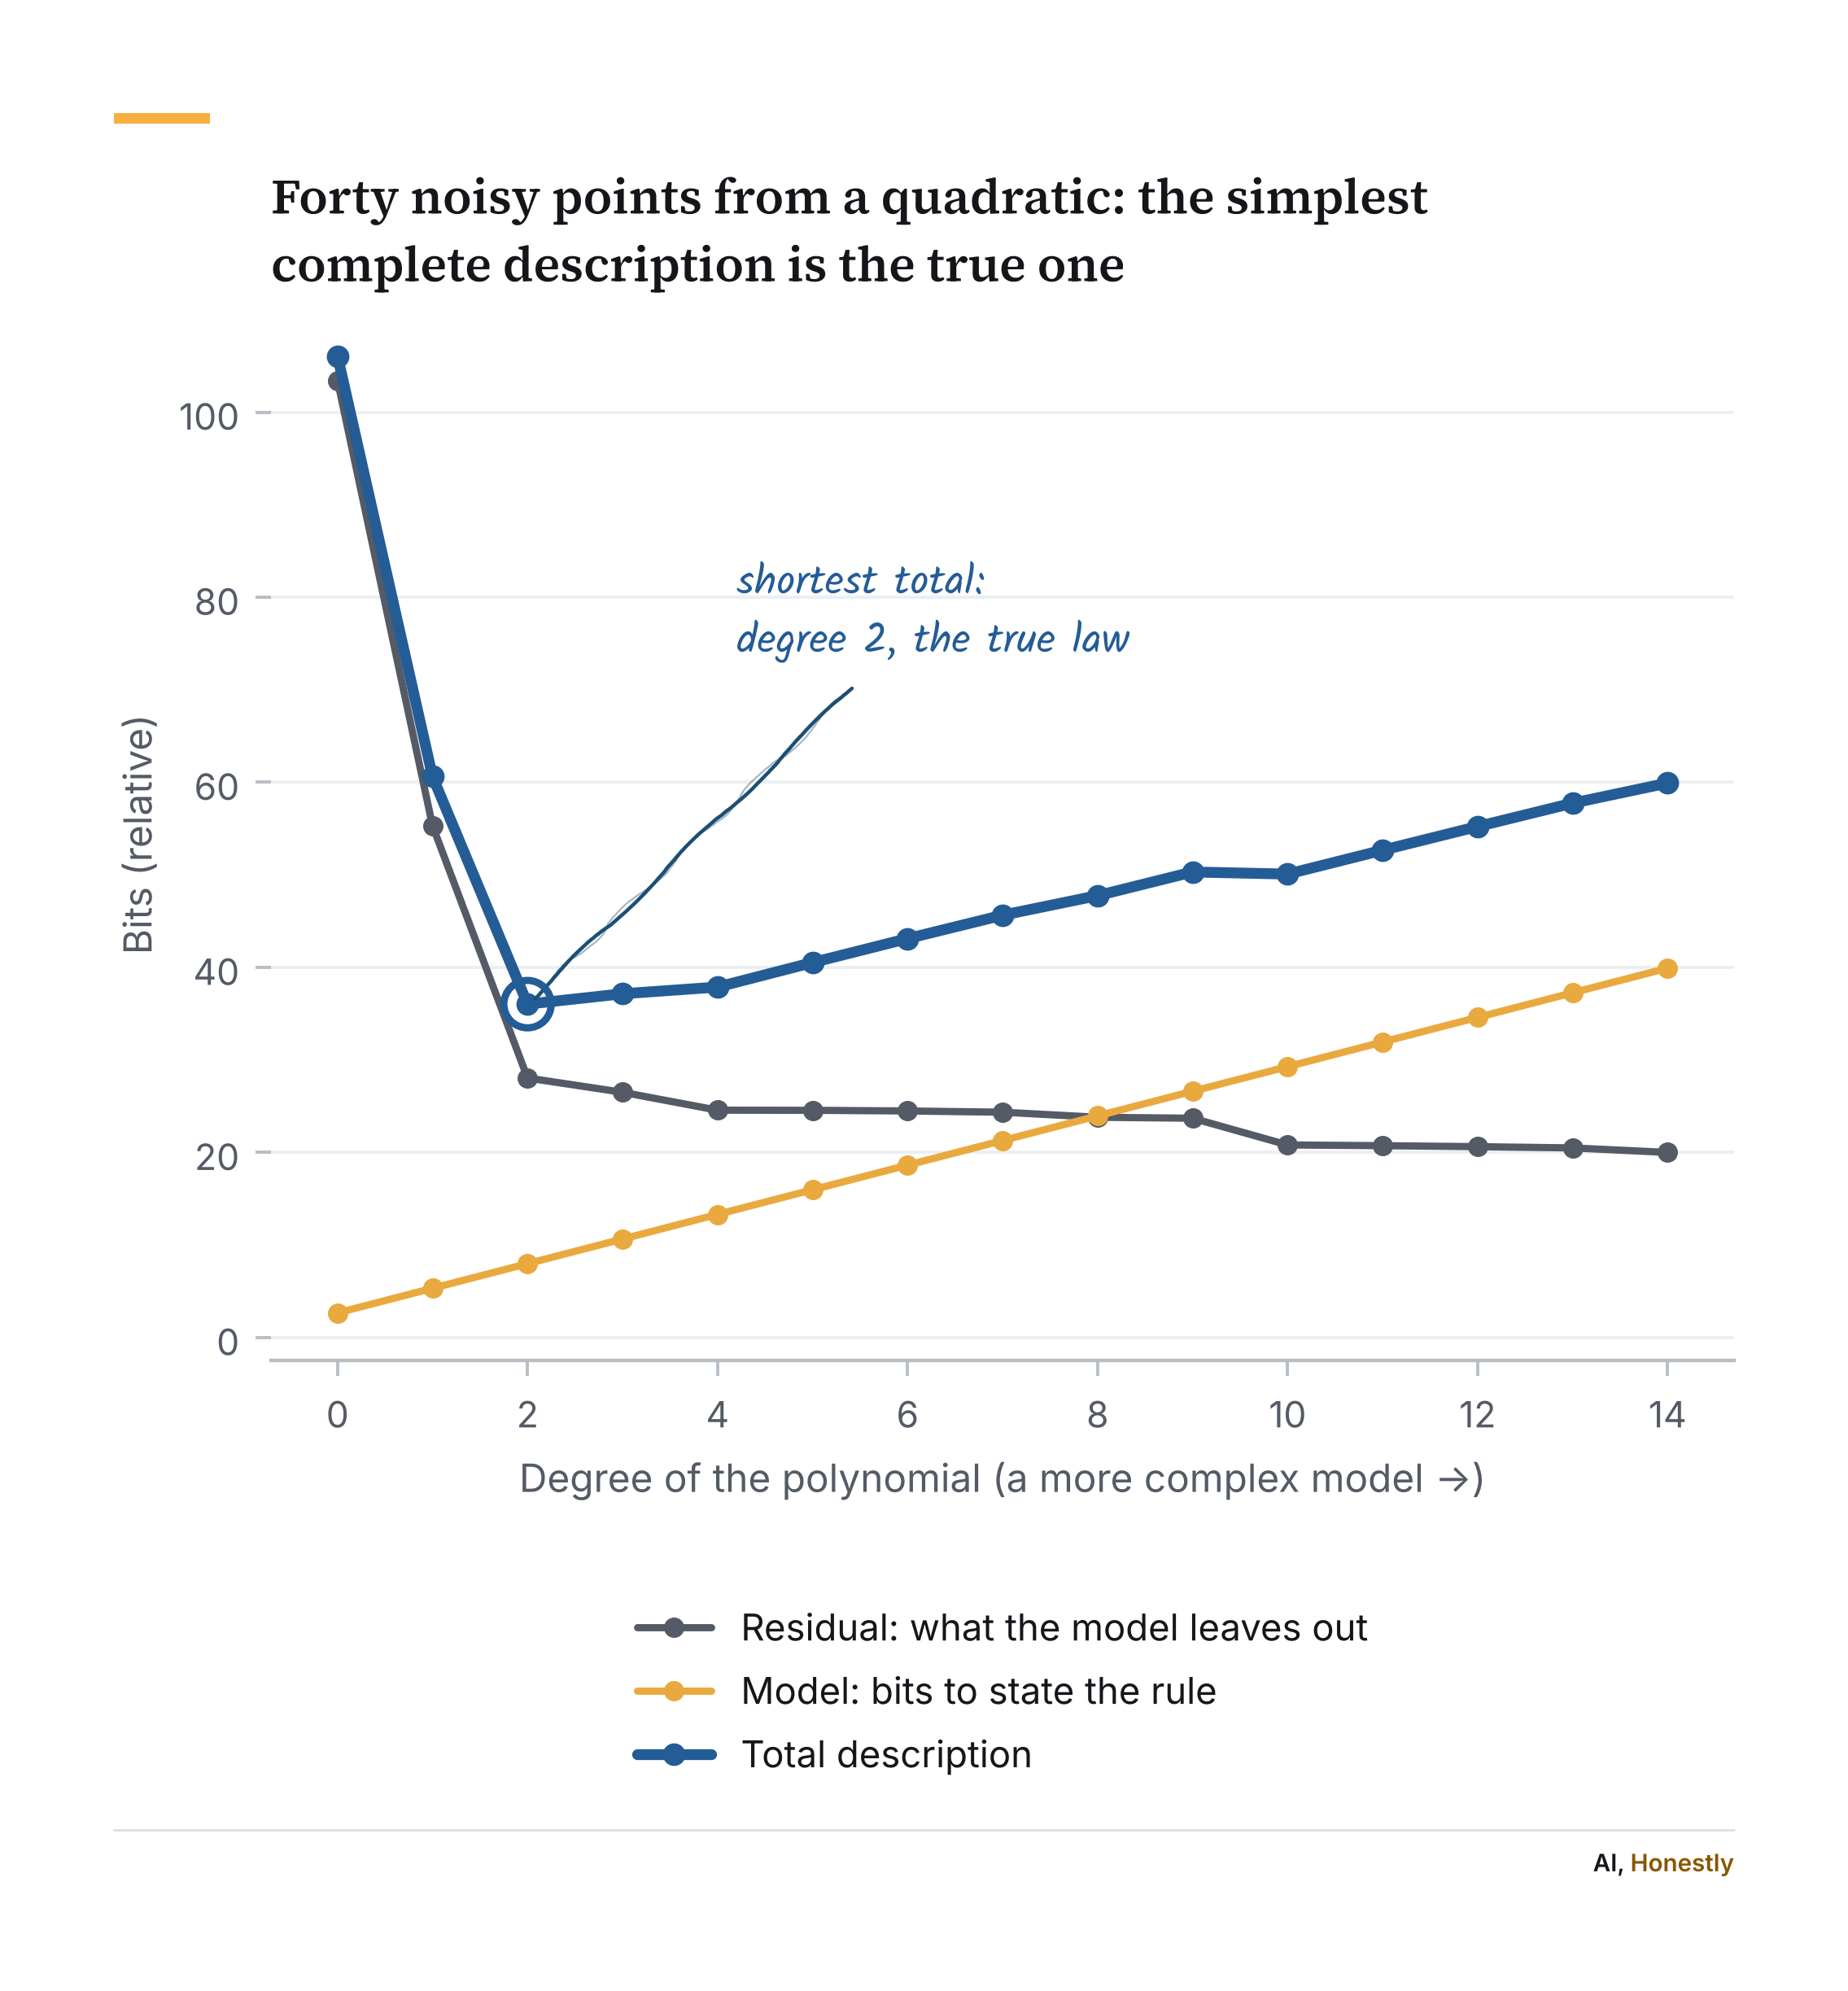 Forty noisy points from a quadratic: the simplest
complete description is the true one
shortest total:
degree 2, the true law
Bits (relative)
100
80
60
40
20
0
0 2 4 6 8 10 12 14
Degree of the polynomial (a more complex model →)
Residual: what the model leaves out
Model: bits to state the rule
Total description
AI, Honestly